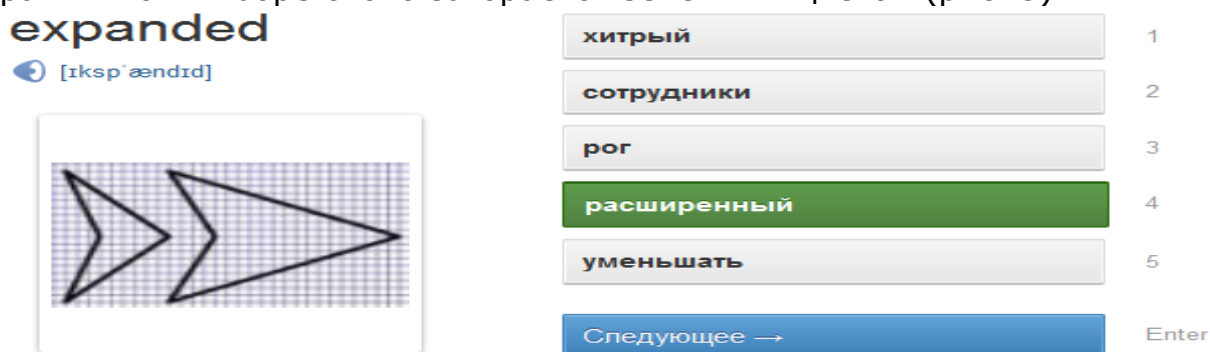 expanded
[ɪksp`ændɪd]
хитрый 1
сотрудники 2
рог 3
расширенный 4
уменьшать 5
Следующее → Enter